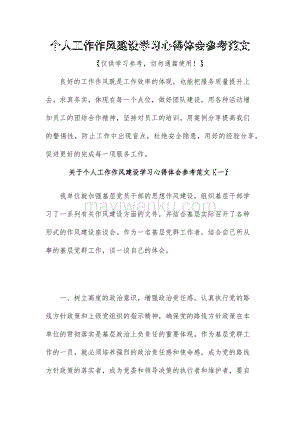 个人工作作风建设学习心得体会参考范文
【仅供学习参考，切勿通篇使用！】
良好的工作作风既是工作效率的体现，也能把服务质量提升上
去。求真务实，体现在每一个点位，做好团队建设。用各种活动增
加员工的团结合作精神，坚持对员工的培训。用案例分享樣摘我们
的警惕性，防止工作中出现盲点，杜绝安全隐患，用好的经验分享，
促进更好的完成每一项服务工作。
关于个人工作作风建设学习心得体会参考范文【一】
我单位就加强基层党员干部的思想作风建设，组织基层干部学
习了一系列有关作风建设方面的文件，并结合基层实际召开了各种
形式的作风建设座谈会。作为一名基层党群工作者，结合自己所从
事的基层党群工作，谈一谈自己的体会。
mayiwenku.com
一、树立高度的政治意识，增强政治责任感。认真执行党的路
线方针政策和上级党组织的指示精神，确保党的路线方针政策在本
单位的贯彻落实是基层政治上负责任的重要体现。作为基层党群工
作的一员，就必须培养强烈的政治责任感和使命感。成为党的路线
方针政策的落实者，成为党委和领导决策的执行者和维护者，要自